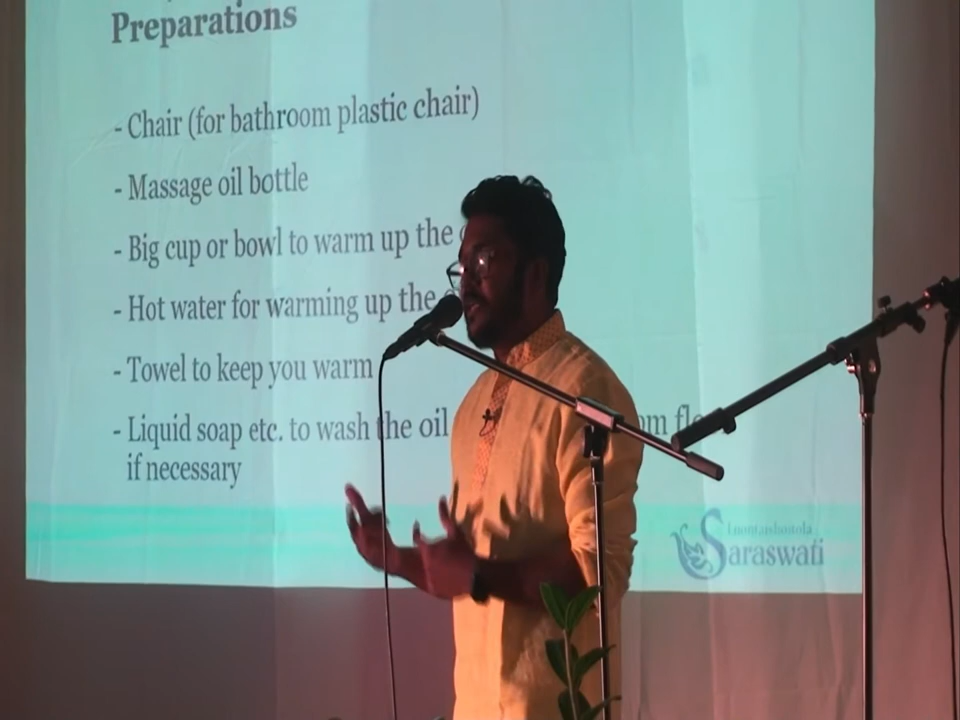 Preparations
- Chair (for bathroom plastic chair)
- Massage oil bottle
- Big cup or bowl to warm up the
- Hot water for warming up the
- Towel to keep you warm
- Liquid soap etc. to wash the oil
if necessary
Luontaishoitola
Saraswati